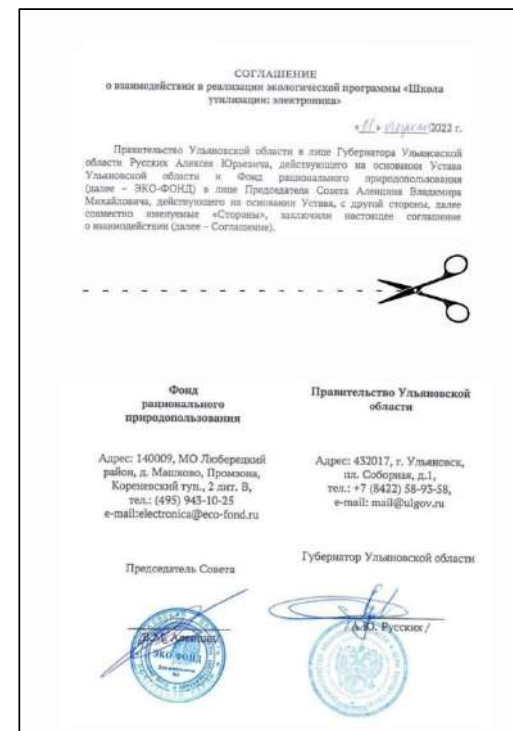 СОГЛАШЕНИЕ
о взаимодействии в реализации экологической программы «Школа
утилизации: электроника»
2022 г.
Правительство Ульяновской области в лице Губернатора Ульяновской
области Русских Алексея Юрьевича, действующего на основании Устава
Ульяновской области и Фонд рационального природопользования
(далее – ЭКО-ФОНД) в лице Председателя Совета Аленцина Владимира
Михайловича, действующего на основании Устава, с другой стороны, далее
совместно именуемые «Стороны», заключили настоящее соглашение
о взаимодействии (далее – Соглашение).
Фонд
рационального
природопользования
Адрес: 140009, МО Люберецкий
район, д. Машково, Промзона,
Кореневский туп., 2 лит. В,
тел.: (495) 943-10-25
e-mail:electronica@eco-fond.ru
Председатель Совета
ЭКО-ФОНД
Правительство Ульяновской
области
Адрес: 432017, г. Ульяновск,
пл. Соборная, д.1,
тел.: +7 (8422) 58-93-58,
e-mail: mail@ulgov.ru
Губернатор Ульяновской области
/А.Ю. Русских /